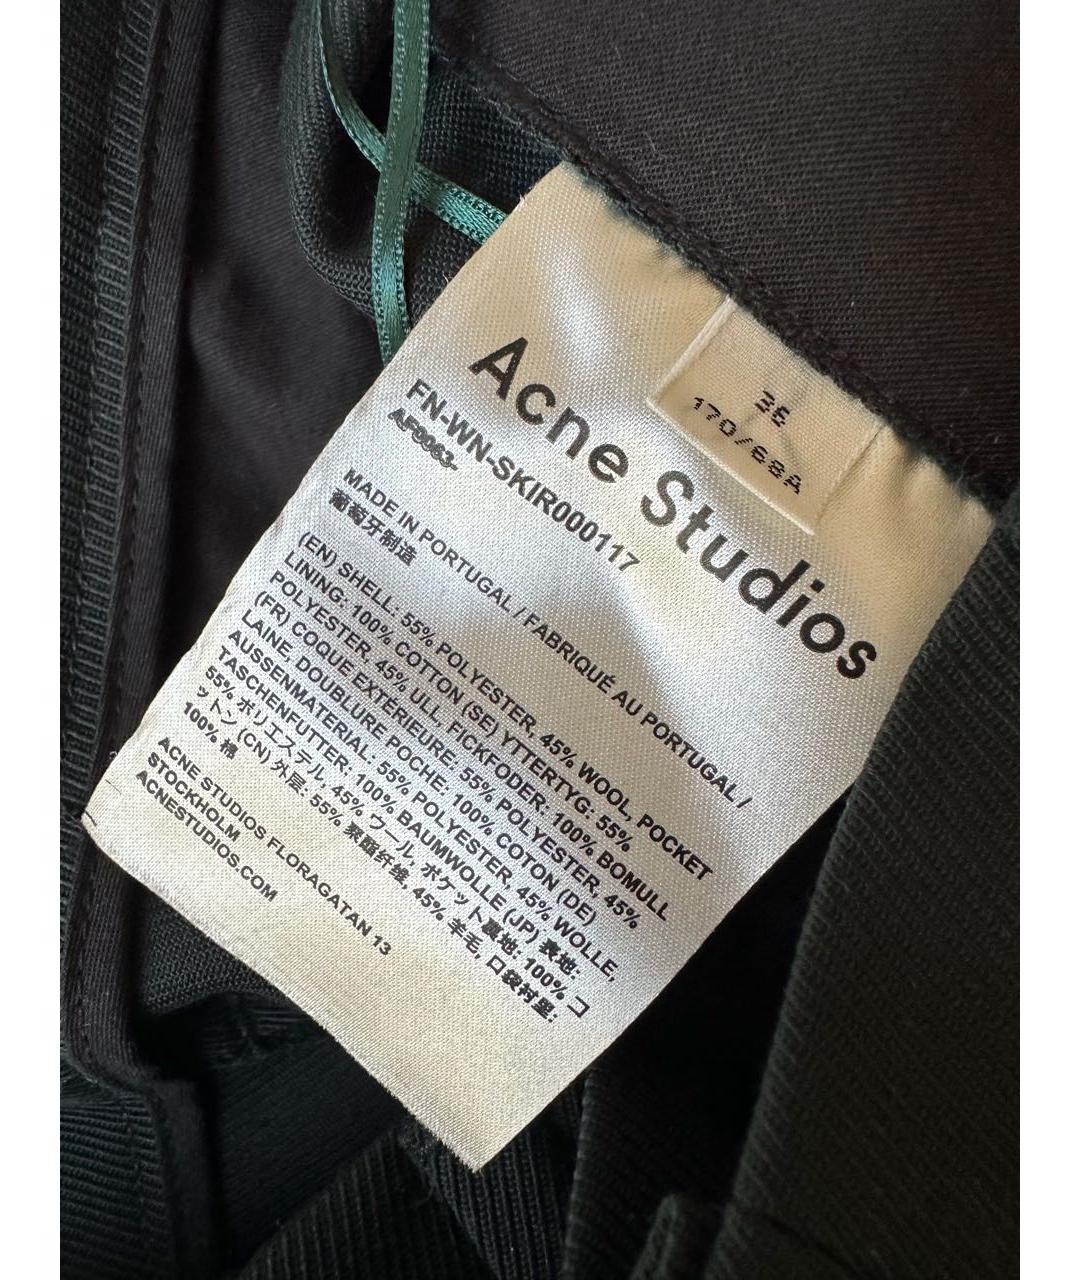 36
170/68A
Acne Studios
FN-WN-SKIR000117
MADE IN PORTUGAL / FABRIQUÉ AU PORTUGAL /
葡萄牙制造
(EN) SHELL: 55% POLYESTER, 45% WOOL, POCKET
LINING: 100% COTTON (SE) YTTERTYG: 55%
POLYESTER, 45% ULL, FICKFODER: 100% BOMULL
(FR) COQUE EXTÉRIEURE: 55% POLYESTER, 45%
LAINE, DOUBLURE POCHE: 100% COTON (DE)
AUSSENMATERIAL: 55% POLYESTER, 45% WOLLE,
TASCHENFUTTER: 100% BAUMWOLLE (JP) 表地:
55% ポリエステル, 45% ウール, ポケット裏地: 100% コ
ットン (CN) 外层: 55% 聚酯纤丝, 45% 羊毛, 口袋衬里:
100% 棉
ACNE STUDIOS FLORAGATAN 13
STOCKHOLM
ACNESTUDIOS.COM